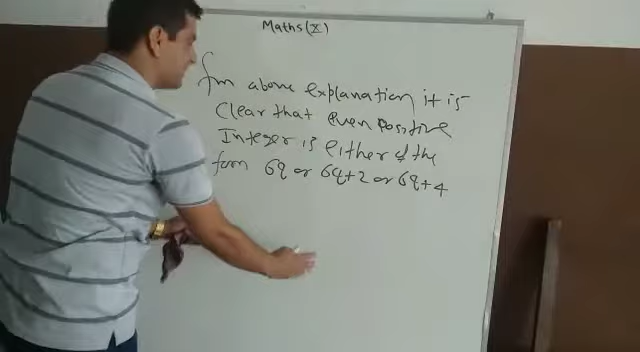 Maths (X)
from above explanation it is
clear that even positive
Integer is either of the
form 6q or 6q+2 or 6q+4